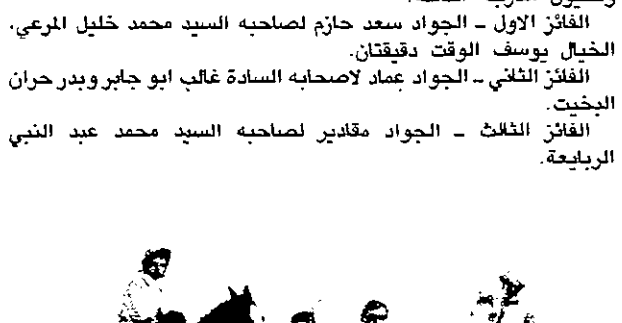 الفائز الاول ـ الجواد سعد حازم لصاحبه السيد محمد خليل المرعي،
الخيال يوسف الوقت دقيقتان.
الفائز الثاني ـ الجواد عماد لاصحابه السادة غالب ابو جابر وبدر حران
البخيت.
الفائز الثالث ـ الجواد مقادير لصاحبه السيد محمد عبد النبي
الربايعة.